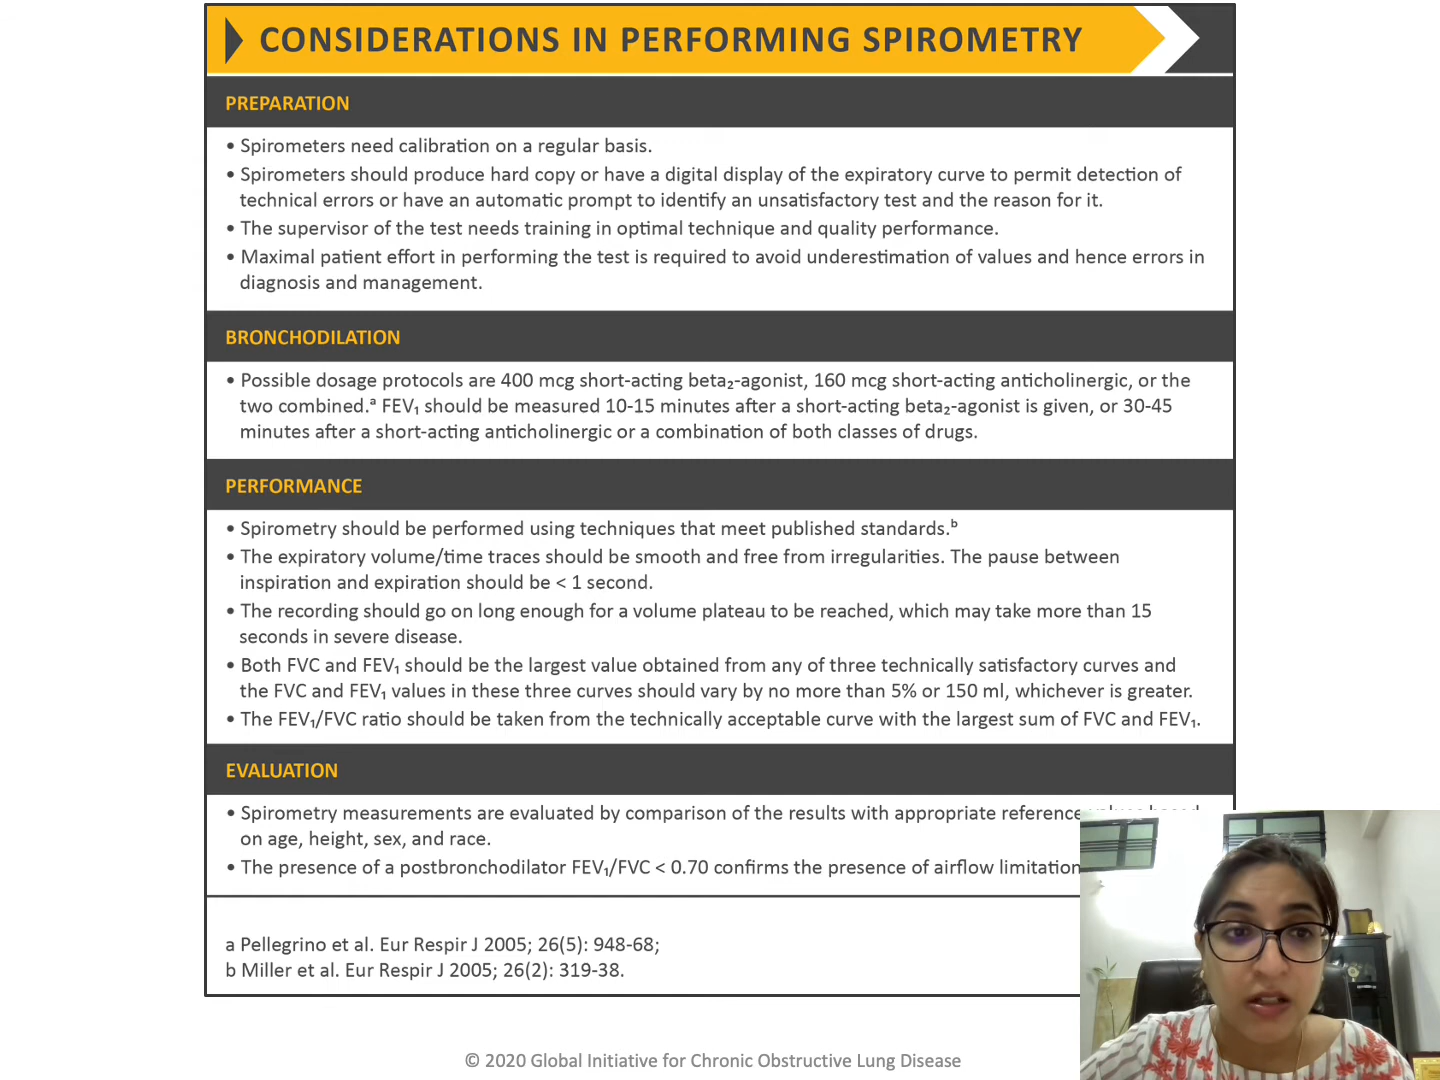 CONSIDERATIONS IN PERFORMING SPIROMETRY
PREPARATION
• Spirometers need calibration on a regular basis.
• Spirometers should produce hard copy or have a digital display of the expiratory curve to permit detection of
technical errors or have an automatic prompt to identify an unsatisfactory test and the reason for it.
• The supervisor of the test needs training in optimal technique and quality performance.
• Maximal patient effort in performing the test is required to avoid underestimation of values and hence errors in
diagnosis and management.
BRONCHODILATION
• Possible dosage protocols are 400 mcg short-acting beta₂-agonist, 160 mcg short-acting anticholinergic, or the
two combined.ᵃ FEV₁ should be measured 10-15 minutes after a short-acting beta₂-agonist is given, or 30-45
minutes after a short-acting anticholinergic or a combination of both classes of drugs.
PERFORMANCE
• Spirometry should be performed using techniques that meet published standards.ᵇ
• The expiratory volume/time traces should be smooth and free from irregularities. The pause between
inspiration and expiration should be < 1 second.
• The recording should go on long enough for a volume plateau to be reached, which may take more than 15
seconds in severe disease.
• Both FVC and FEV₁ should be the largest value obtained from any of three technically satisfactory curves and
the FVC and FEV₁ values in these three curves should vary by no more than 5% or 150 ml, whichever is greater.
• The FEV₁/FVC ratio should be taken from the technically acceptable curve with the largest sum of FVC and FEV₁.
EVALUATION
• Spirometry measurements are evaluated by comparison of the results with appropriate reference
on age, height, sex, and race.
• The presence of a postbronchodilator FEV₁/FVC < 0.70 confirms the presence of airflow limitation
a Pellegrino et al. Eur Respir J 2005; 26(5): 948-68;
b Miller et al. Eur Respir J 2005; 26(2): 319-38.
© 2020 Global Initiative for Chronic Obstructive Lung Disease